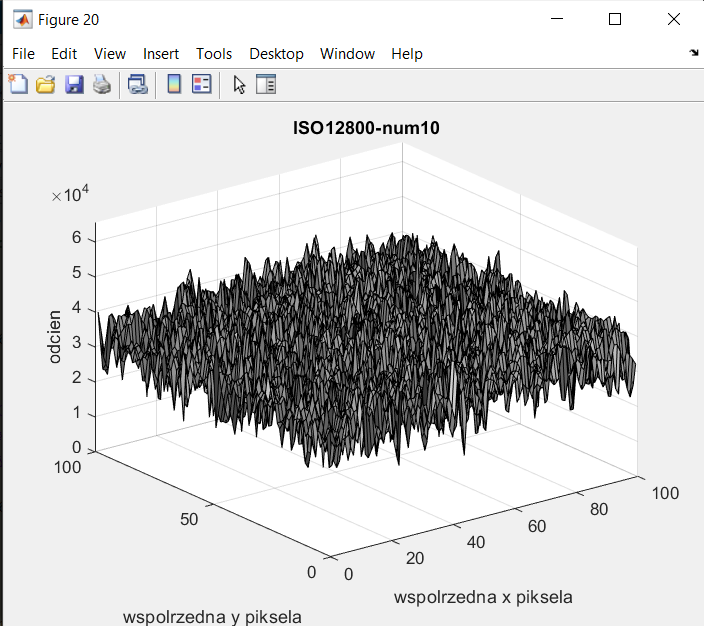 Figure 20
File Edit View Insert Tools Desktop Window Help
ISO12800-num10
×10^4
6
5
4
3
2
1
0
odcien
100
50
0
0
20
40
60
80
100
wspolrzedna x piksela
wspolrzedna y piksela